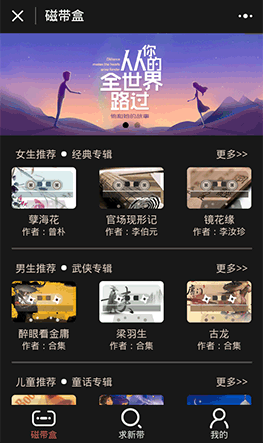 磁带盒
从你的
全世界
路过
女生推荐 经典专辑 更多>>
孽海花 官场现形记 镜花缘
作者：曾朴 作者：李伯元 作者：李汝珍
男生推荐 武侠专辑 更多>>
醉眼看金庸 梁羽生 古龙
作者：合集 作者：合集 作者：合集
儿童推荐 童话专辑 更多>>
磁带盒 求新带 我的